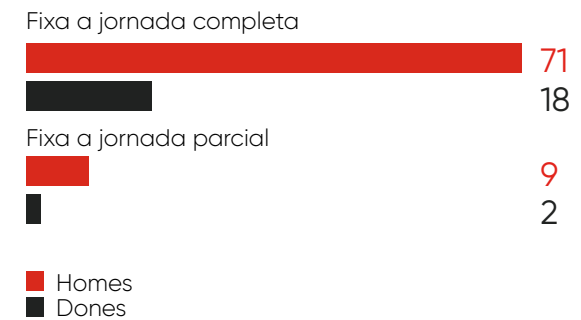 Fixa a jornada completa
71
18
Fixa a jornada parcial
9
2
Homes
Dones